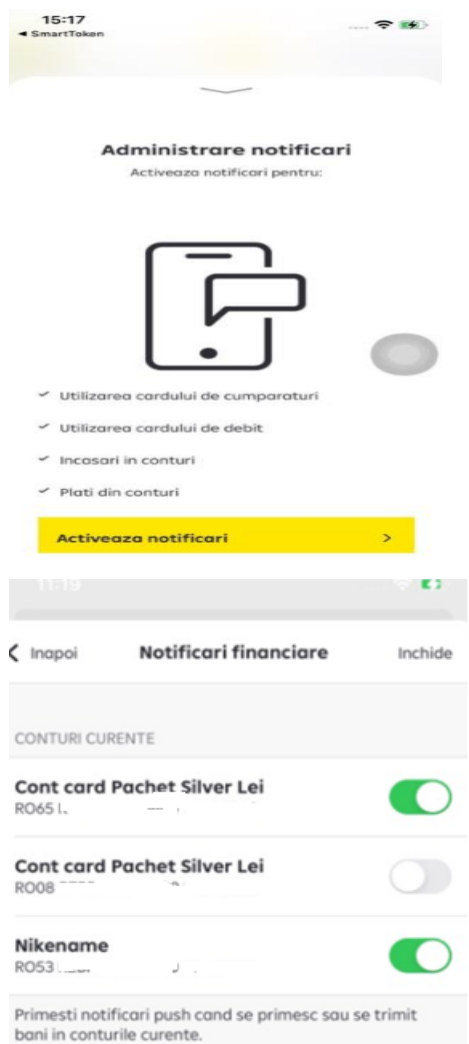 15:17
◀ SmartToken
Administrare notificari
Activeaza notificari pentru:
Utilizarea cardului de cumparaturi
Utilizarea cardului de debit
Incasari in conturi
Plati din conturi
Activeaza notificari
11:19
Inapoi Notificari financiare Inchide
CONTURI CURENTE
Cont card Pachet Silver Lei
RO65
Cont card Pachet Silver Lei
RO08
Nikename
RO53
Primesti notificari push cand se primesc sau se trimit
bani in conturile curente.